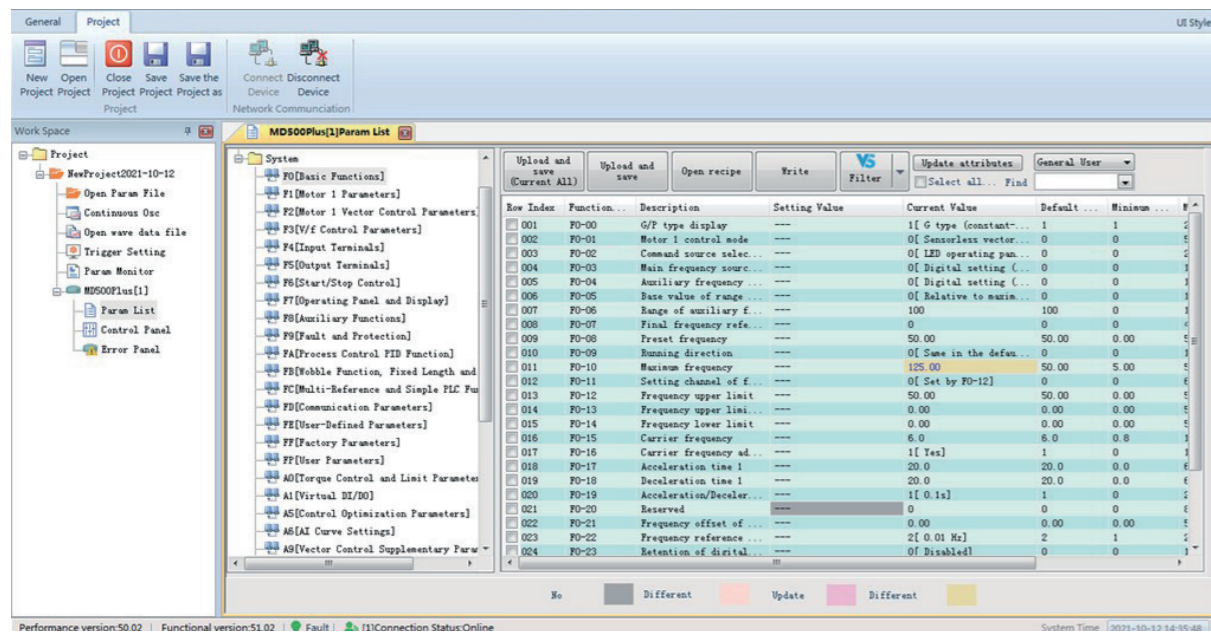 General Project UI Style
New Open Close Save Save the Connect Disconnect
Project Project Project Project Project as Device Device
Project Network Communciation
Work Space
Project
NewProject2021-10-12
Open Param File
Continuous Osc
Open wave data file
Trigger Setting
Param Monitor
MD500Plus[1]
Param List
Control Panel
Error Panel
MD500Plus[1]Param List
System
F0[Basic Functions]
F1[Motor 1 Parameters]
F2[Motor 1 Vector Control Parameters]
F3[V/f Control Parameters]
F4[Input Terminals]
F5[Output Terminals]
F6[Start/Stop Control]
F7[Operating Panel and Display]
F8[Auxiliary Functions]
F9[Fault and Protection]
FA[Process Control PID Function]
FB[Wobble Function, Fixed Length and
FC[Multi-Reference and Simple PLC Fu
FD[Communication Parameters]
FE[User-Defined Parameters]
FF[Factory Parameters]
FP[User Parameters]
A0[Torque Control and Limit Parameter
A1[Virtual DI/DO]
A5[Control Optimization Parameters]
A6[AI Curve Settings]
A9[Vector Control Supplementary Param
Upload and save (Current All) Upload and save Open recipe Write VS Filter Update attributes General User
Select all... Find
Row Index Function... Description Setting Value Current Value Default ... Minimum ...
001 F0-00 G/P type display --- 1[ G type (constant-... 1 1
002 F0-01 Motor 1 control mode --- 0[ Sensorless vector... 0 0
003 F0-02 Command source selec... --- 0[ LED operating pan... 0 0
004 F0-03 Main frequency sourc... --- 0[ Digital setting (... 0 0
005 F0-04 Auxiliary frequency ... --- 0[ Digital setting (... 0 0
006 F0-05 Base value of range ... --- 0[ Relative to maxim... 0 0
007 F0-06 Range of auxiliary f... --- 100 100 0
008 F0-07 Final frequency refe... --- 0 0 0
009 F0-08 Preset frequency --- 50.00 50.00 0.00
010 F0-09 Running direction --- 0[ Same in the defau... 0 0
011 F0-10 Maximum frequency --- 125.00 50.00 5.00
012 F0-11 Setting channel of f... --- 0[ Set by F0-12] 0 0
013 F0-12 Frequency upper limit --- 50.00 50.00 0.00
014 F0-13 Frequency upper limi... --- 0.00 0.00 0.00
015 F0-14 Frequency lower limit --- 0.00 0.00 0.00
016 F0-15 Carrier frequency --- 6.0 6.0 0.8
017 F0-16 Carrier frequency ad... --- 1[ Yes] 1 0
018 F0-17 Acceleration time 1 --- 20.0 20.0 0.0
019 F0-18 Deceleration time 1 --- 20.0 20.0 0.0
020 F0-19 Acceleration/Deceler... --- 1[ 0.1s] 1 0
021 F0-20 Reserved --- 0 0 0
022 F0-21 Frequency offset of ... --- 0.00 0.00 0.00
023 F0-22 Frequency reference ... --- 2[ 0.01 Hz] 2 1
024 F0-23 Retention of digital... --- 0[ Disabled] 0 0
No Different Update Different
Performance version:50.02 | Functional version:51.02 | Fault | [1]Connection Status:Online System Time 2021-10-12 14:35:48